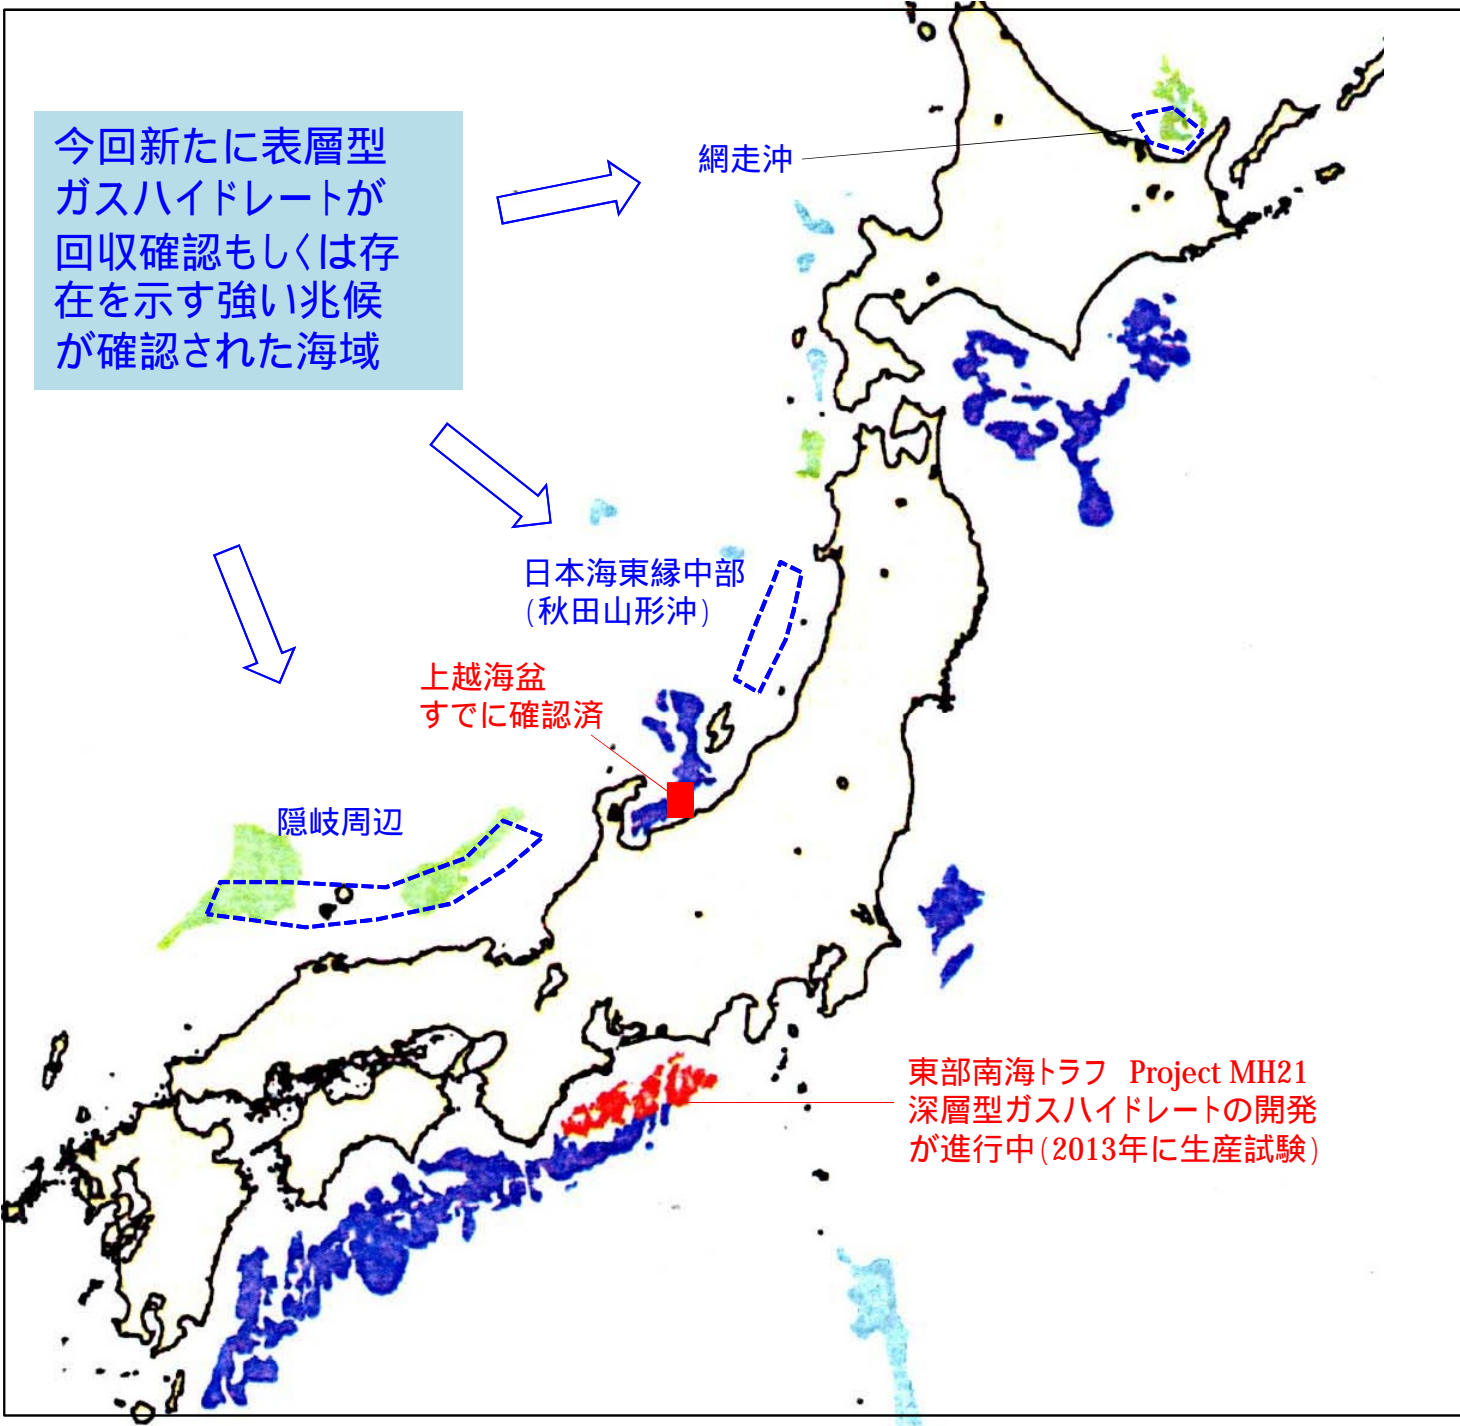 今回新たに表層型
ガスハイドレートが
回収確認もしくは存
在を示す強い兆候
が確認された海域
網走沖
日本海東縁中部
(秋田山形沖)
上越海盆
すでに確認済
隠岐周辺
東部南海トラフ Project MH21
深層型ガスハイドレートの開発
が進行中(2013年に生産試験)